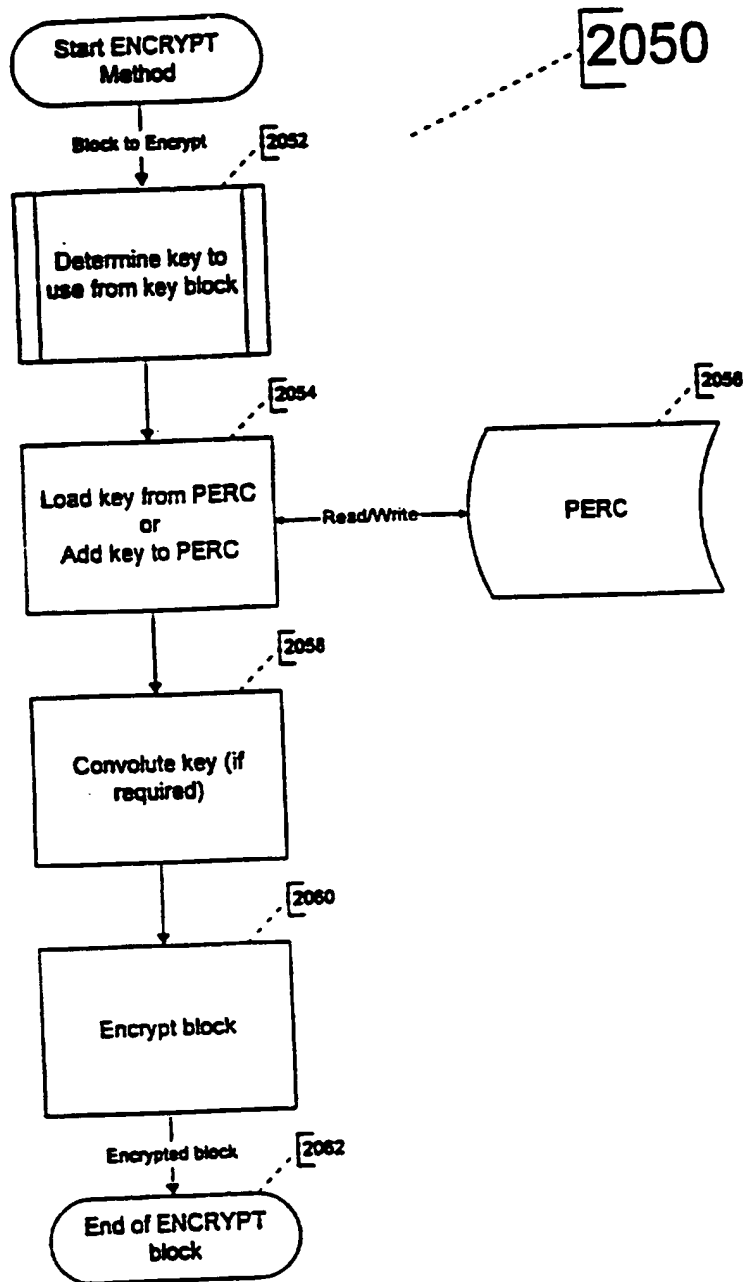 2050
Start ENCRYPT
Method
Block to Encrypt
2052
Determine key to
use from key block
2054
Load key from PERC
or
Add key to PERC
Read/Write
2056
PERC
2058
Convolute key (if
required)
2060
Encrypt block
Encrypted block
2062
End of ENCRYPT
block